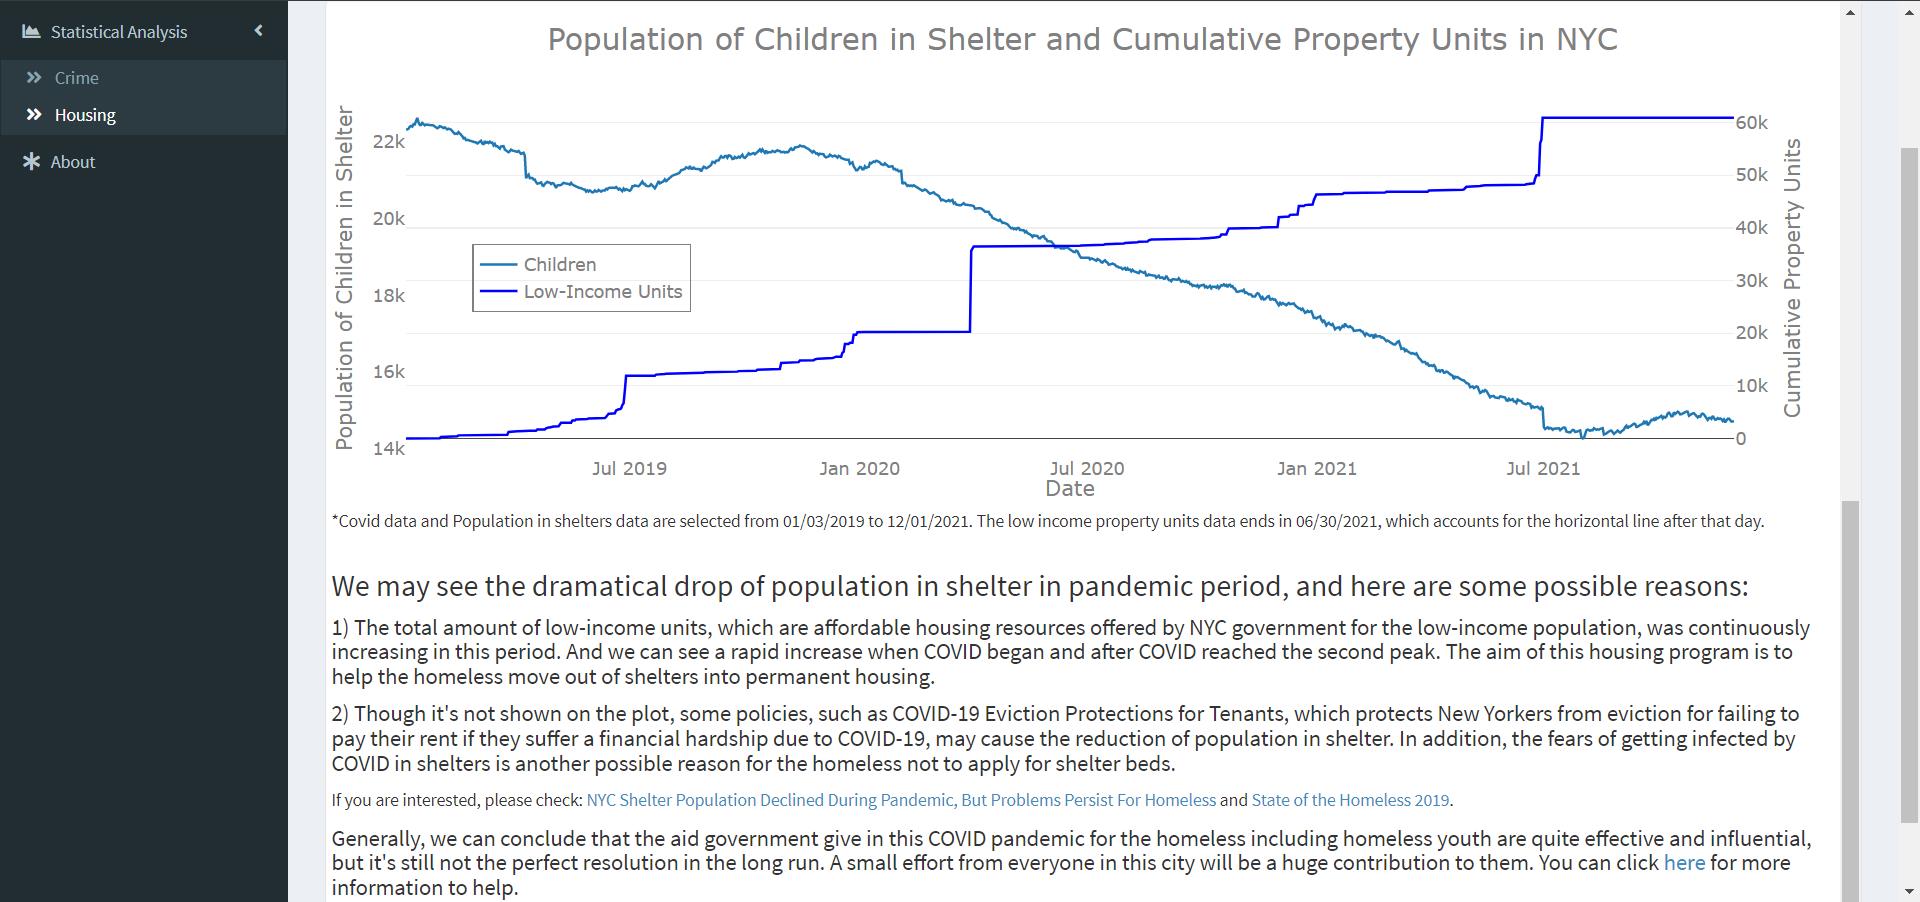 Statistical Analysis
Crime
Housing
About
Population of Children in Shelter and Cumulative Property Units in NYC
Population of Children in Shelter
22k
20k
18k
16k
14k
Children
Low-Income Units
60k
50k
40k
30k
20k
10k
0
Cumulative Property Units
Jul 2019
Jan 2020
Jul 2020
Jan 2021
Jul 2021
Date
*Covid data and Population in shelters data are selected from 01/03/2019 to 12/01/2021. The low income property units data ends in 06/30/2021, which accounts for the horizontal line after that day.
We may see the dramatical drop of population in shelter in pandemic period, and here are some possible reasons:
1) The total amount of low-income units, which are affordable housing resources offered by NYC government for the low-income population, was continuously
increasing in this period. And we can see a rapid increase when COVID began and after COVID reached the second peak. The aim of this housing program is to
help the homeless move out of shelters into permanent housing.
2) Though it's not shown on the plot, some policies, such as COVID-19 Eviction Protections for Tenants, which protects New Yorkers from eviction for failing to
pay their rent if they suffer a financial hardship due to COVID-19, may cause the reduction of population in shelter. In addition, the fears of getting infected by
COVID in shelters is another possible reason for the homeless not to apply for shelter beds.
If you are interested, please check: NYC Shelter Population Declined During Pandemic, But Problems Persist For Homeless and State of the Homeless 2019.
Generally, we can conclude that the aid government give in this COVID pandemic for the homeless including homeless youth are quite effective and influential,
but it's still not the perfect resolution in the long run. A small effort from everyone in this city will be a huge contribution to them. You can click here for more
information to help.